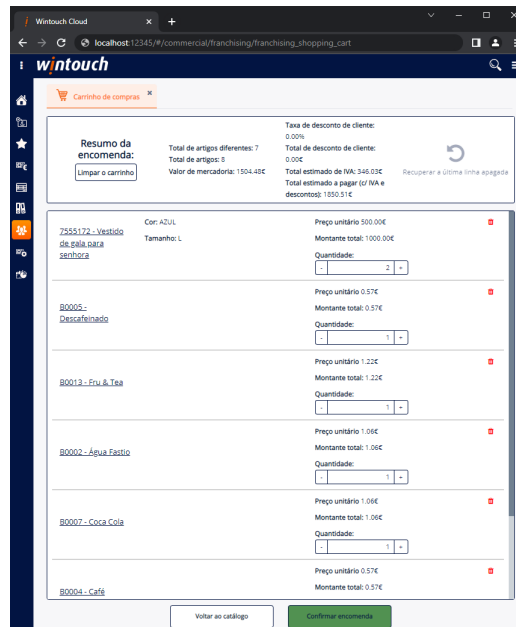 Wintouch Cloud
localhost:12345/#/commercial/franchising/franchising_shopping_cart
wintouch
Carrinho de compras
Resumo da
encomenda:
Limpar o carrinho
Total de artigos diferentes: 7
Total de artigos: 8
Valor de mercadoria: 1504.48€
Taxa de desconto de cliente:
0.00%
Total de desconto de cliente:
0.00€
Total estimado de IVA: 346.03€
Total estimado a pagar (c/ IVA e
descontos): 1850.51€
Recuperar a última linha apagada
7555172 - Vestido
de gala para
senhora
Cor: AZUL
Tamanho: L
Preço unitário 500.00€
Montante total: 1000.00€
Quantidade:
- 2 +
B0005 -
Descafeinado
Preço unitário 0.57€
Montante total: 0.57€
Quantidade:
- 1 +
B0013 - Fru & Tea
Preço unitário 1.22€
Montante total: 1.22€
Quantidade:
- 1 +
B0002 - Água Fastio
Preço unitário 1.06€
Montante total: 1.06€
Quantidade:
- 1 +
B0007 - Coca Cola
Preço unitário 1.06€
Montante total: 1.06€
Quantidade:
- 1 +
B0004 - Café
Preço unitário 0.57€
Montante total: 0.57€
Voltar ao catálogo
Confirmar encomenda